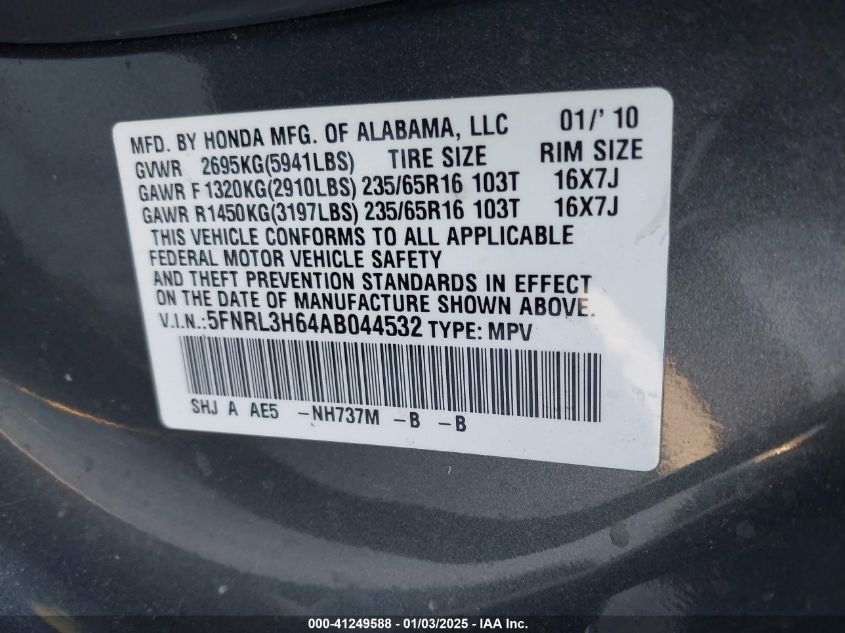 MFD. BY HONDA MFG. OF ALABAMA, LLC 01/'10
GVWR 2695KG(5941LBS) TIRE SIZE RIM SIZE
GAWR F 1320KG(2910LBS) 235/65R16 103T 16X7J
GAWR R1450KG(3197LBS) 235/65R16 103T 16X7J
THIS VEHICLE CONFORMS TO ALL APPLICABLE
FEDERAL MOTOR VEHICLE SAFETY
AND THEFT PREVENTION STANDARDS IN EFFECT
ON THE DATE OF MANUFACTURE SHOWN ABOVE.
V.I.N.:5FNRL3H64AB044532 TYPE: MPV
SHJ A AE5 -NH737M -B -B
000-41249588 - 01/03/2025 - IAAI Inc.